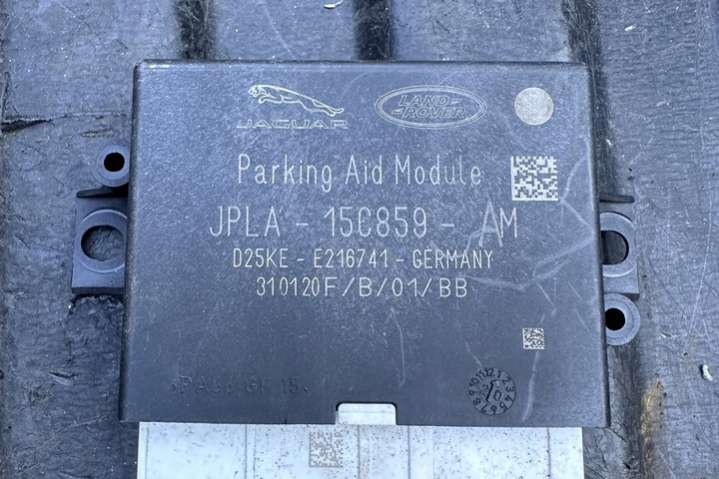 JAGUAR
LAND-
ROVER
Parking Aid Module
JPLA - 15C859 - AM
D25KE - E216741 - GERMANY
310120F/B/01/BB